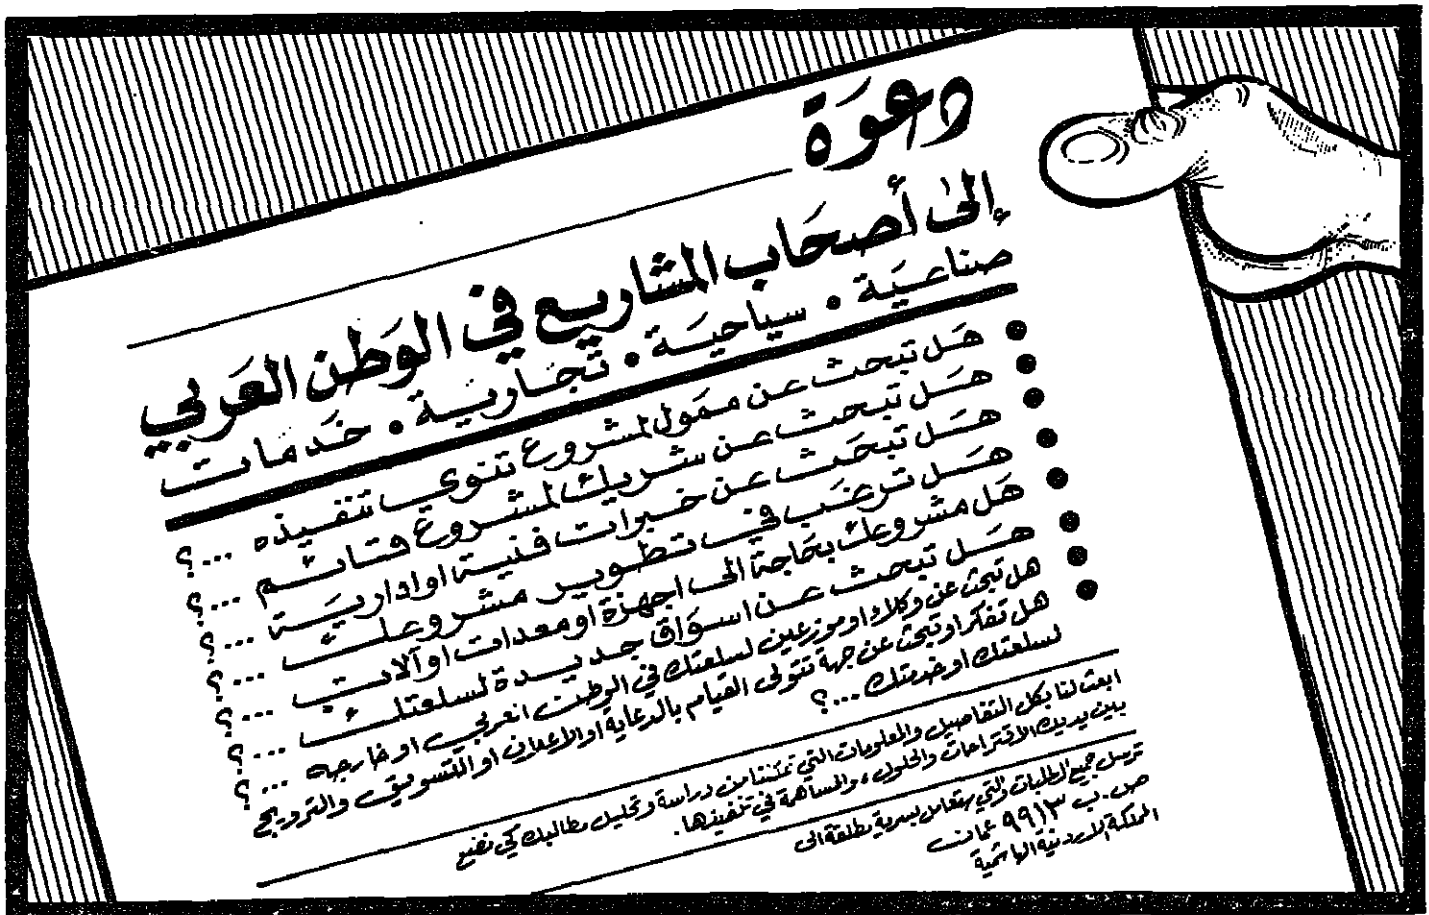 دعوة
إلى أصحاب المشاريع في الوطن العربي
صناعية • سياحية • تجارية • خدمات
• هل تبحث عن ممول لمشروع تنوي تنفيذه ...؟
• هل تبحث عن شريك لمشروع قائم ...؟
• هل تبحث عن خبرات فنية او ادارية ...؟
• هل ترغب في تطوير مشروعك ...؟
• هل مشروعك بحاجة الى اجهزة او معدات او آلات ...؟
• هل تبحث عن اسواق جديدة لسلعتك ...؟
• هل تبحث عن وكلاء او موزعين لسلعتك في الوطن العربي او خارجه ...؟
• هل تفكر او تبحث عن جهة تتولى القيام بالدعاية او الاعلان او التسويق والترويج
لسلعتك او خدمتك ...؟
ابعث لنا بكل التفاصيل والمعلومات التي تمكننا من دراسة وتحليل مطالبك كي نضع
بين يديك الاقتراحات والحلول، والمساهمة في تنفيذها.
ترسل جميع الطلبات والتي ستعامل بسرية مطلقة الى
ص.ب ٩٩١٣ عمان
المملكة الاردنية الهاشمية